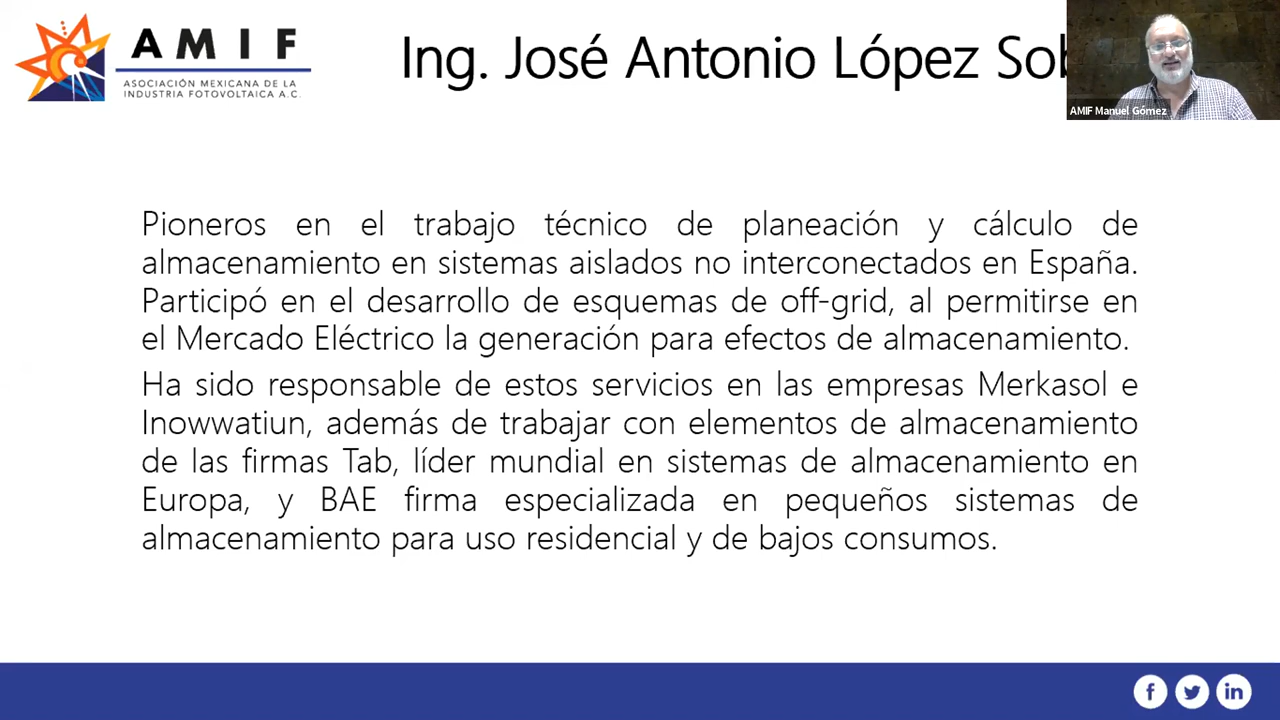 AMIF
ASOCIACIÓN MEXICANA DE LA
INDUSTRIA FOTOVOLTAICA A.C.
Ing. José Antonio López
AMIF Manuel Gómez
Pioneros en el trabajo técnico de planeación y cálculo de
almacenamiento en sistemas aislados no interconectados en España.
Participó en el desarrollo de esquemas de off-grid, al permitirse en
el Mercado Eléctrico la generación para efectos de almacenamiento.
Ha sido responsable de estos servicios en las empresas Merkasol e
Inowwatiun, además de trabajar con elementos de almacenamiento
de las firmas Tab, líder mundial en sistemas de almacenamiento en
Europa, y BAE firma especializada en pequeños sistemas de
almacenamiento para uso residencial y de bajos consumos.